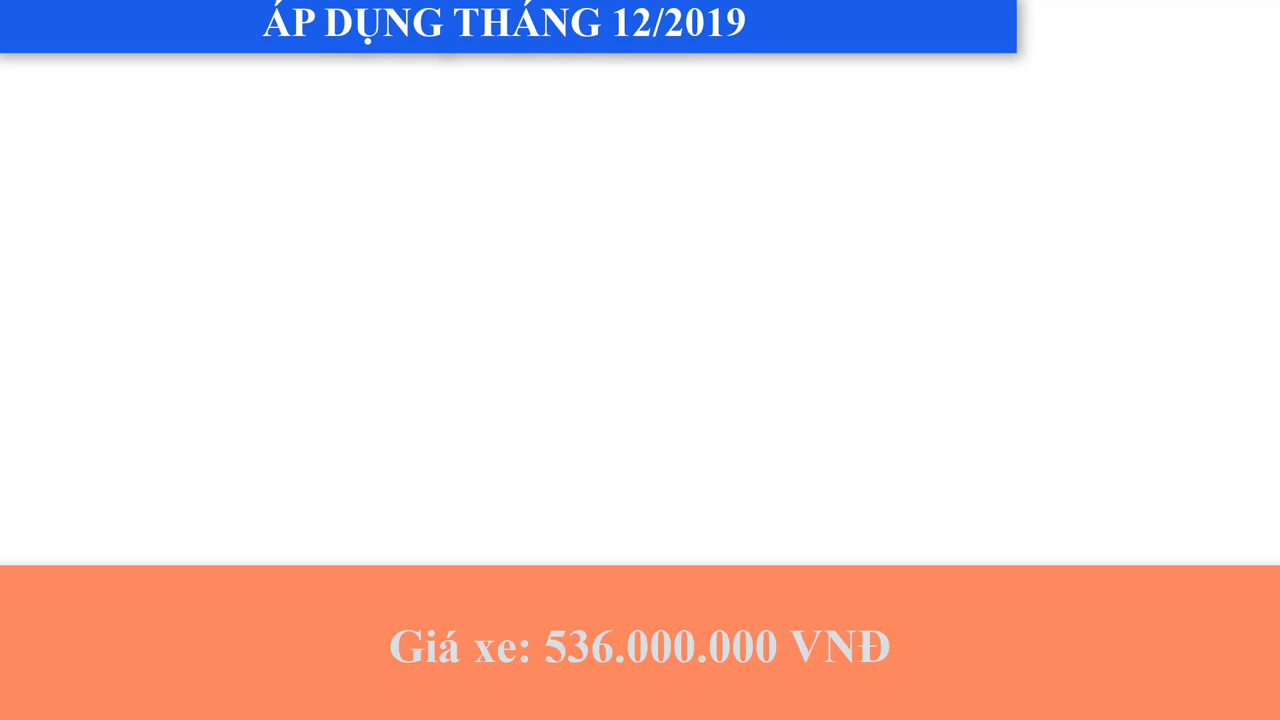 ÁP DỤNG THÁNG 12/2019
Giá xe: 536.000.000 VNĐ